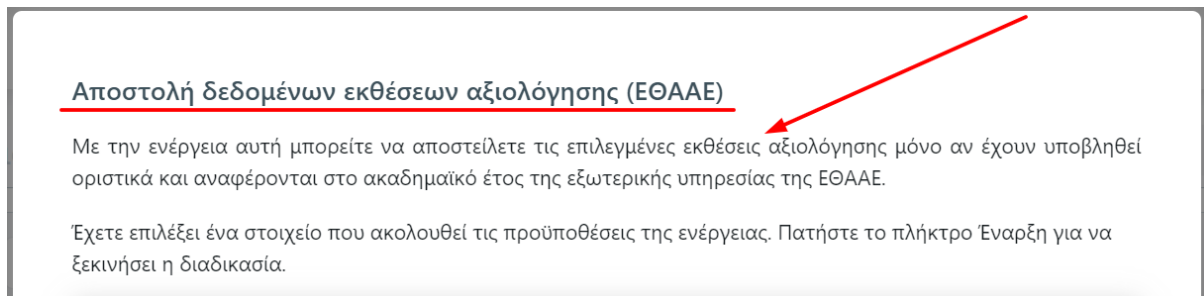 Αποστολή δεδομένων εκθέσεων αξιολόγησης (ΕΘΑΑΕ)
Με την ενέργεια αυτή μπορείτε να αποστείλετε τις επιλεγμένες εκθέσεις αξιολόγησης μόνο αν έχουν υποβληθεί
οριστικά και αναφέρονται στο ακαδημαϊκό έτος της εξωτερικής υπηρεσίας της ΕΘΑΑΕ.
Έχετε επιλέξει ένα στοιχείο που ακολουθεί τις προϋποθέσεις της ενέργειας. Πατήστε το πλήκτρο Έναρξη για να
ξεκινήσει η διαδικασία.